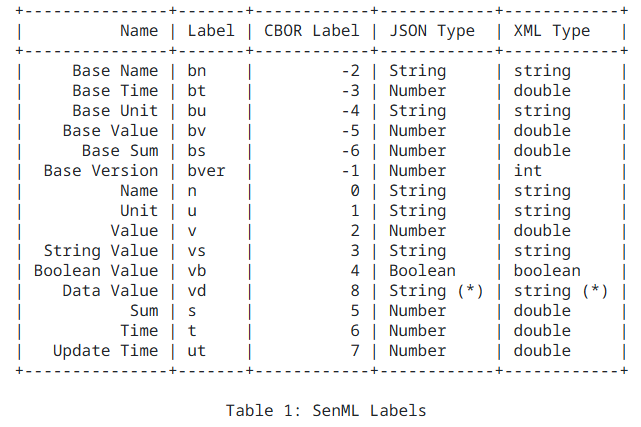 +---------------+-------+------------+------------+------------+
|          Name | Label | CBOR Label | JSON Type  | XML Type   |
+---------------+-------+------------+------------+------------+
|     Base Name | bn    |         -2 | String     | string     |
|     Base Time | bt    |         -3 | Number     | double     |
|     Base Unit | bu    |         -4 | String     | string     |
|    Base Value | bv    |         -5 | Number     | double     |
|      Base Sum | bs    |         -6 | Number     | double     |
|  Base Version | bver  |         -1 | Number     | int        |
|          Name | n     |          0 | String     | string     |
|          Unit | u     |          1 | String     | string     |
|         Value | v     |          2 | Number     | double     |
|  String Value | vs    |          3 | String     | string     |
| Boolean Value | vb    |          4 | Boolean    | boolean    |
|    Data Value | vd    |          8 | String (*) | string (*) |
|           Sum | s     |          5 | Number     | double     |
|          Time | t     |          6 | Number     | double     |
|   Update Time | ut    |          7 | Number     | double     |
+---------------+-------+------------+------------+------------+
Table 1: SenML Labels